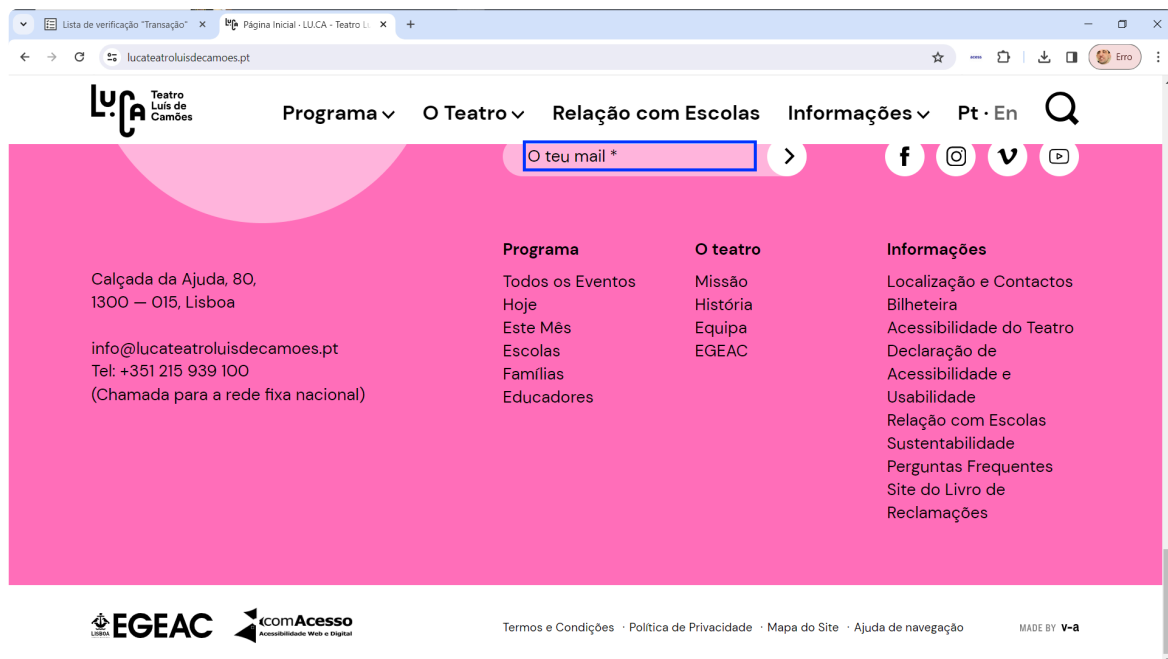 Lista de verificação "Transação"
Página Inicial · LU.CA - Teatro Lu
lucateatroluisdecamoes.pt
Erro
LU.CA
Teatro
Luís de
Camões
Programa
O Teatro
Relação com Escolas
Informações
Pt · En
O teu mail *
Calçada da Ajuda, 80,
1300 — 015, Lisboa
info@lucateatroluisdecamoes.pt
Tel: +351 215 939 100
(Chamada para a rede fixa nacional)
Programa
Todos os Eventos
Hoje
Este Mês
Escolas
Famílias
Educadores
O teatro
Missão
História
Equipa
EGEAC
Informações
Localização e Contactos
Bilheteira
Acessibilidade do Teatro
Declaração de
Acessibilidade e
Usabilidade
Relação com Escolas
Sustentabilidade
Perguntas Frequentes
Site do Livro de
Reclamações
LISBOA EGEAC
comAcesso
Acessibilidade Web e Digital
Termos e Condições · Política de Privacidade · Mapa do Site · Ajuda de navegação
MADE BY v-a